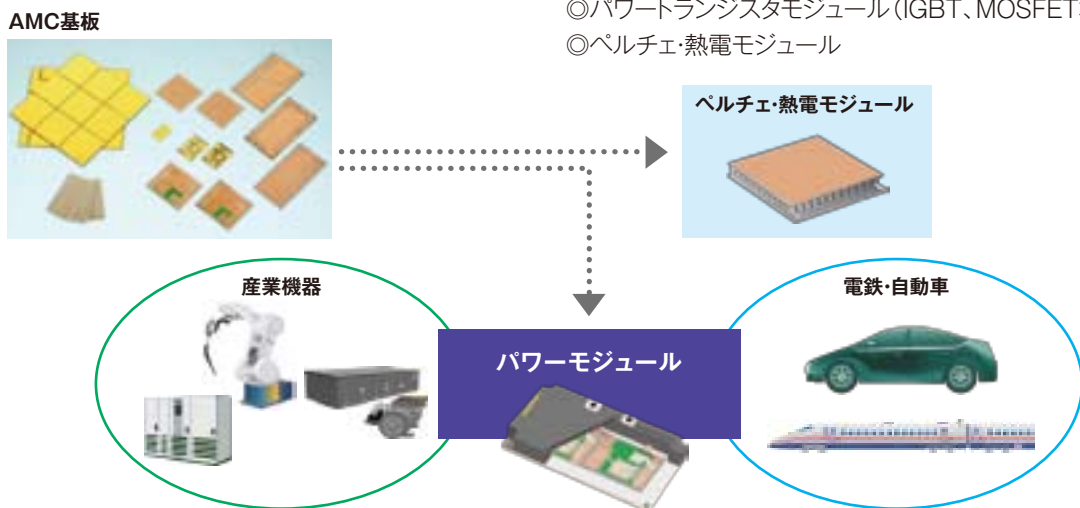 ◎パワートランジスタモジュール（IGBT、MOSFET
◎ペルチェ・熱電モジュール
AMC基板
ペルチェ・熱電モジュール
産業機器
電鉄・自動車
パワーモジュール